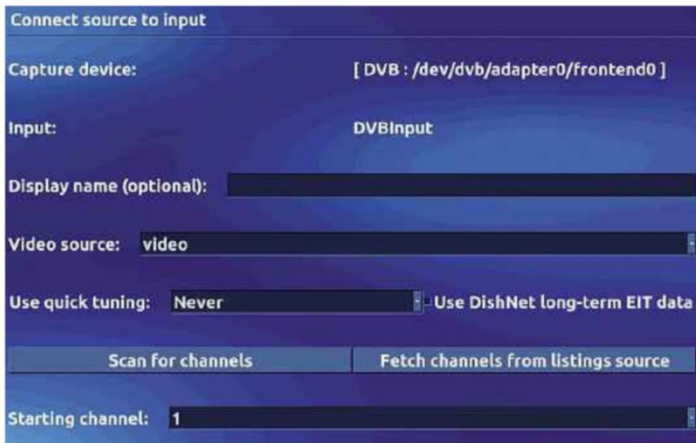 Connect source to input
Capture device: [ DVB : /dev/dvb/adapter0/frontend0 ]
Input: DVBInput
Display name (optional):
Video source: video
Use quick tuning: Never Use DishNet long-term EIT data
Scan for channels Fetch channels from listings source
Starting channel: 1